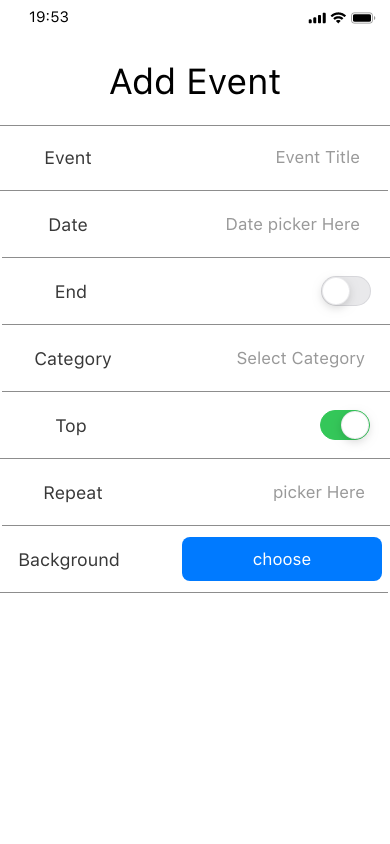 19:53
Add Event
Event Event Title
Date Date picker Here
End
Category Select Category
Top
Repeat picker Here
Background choose